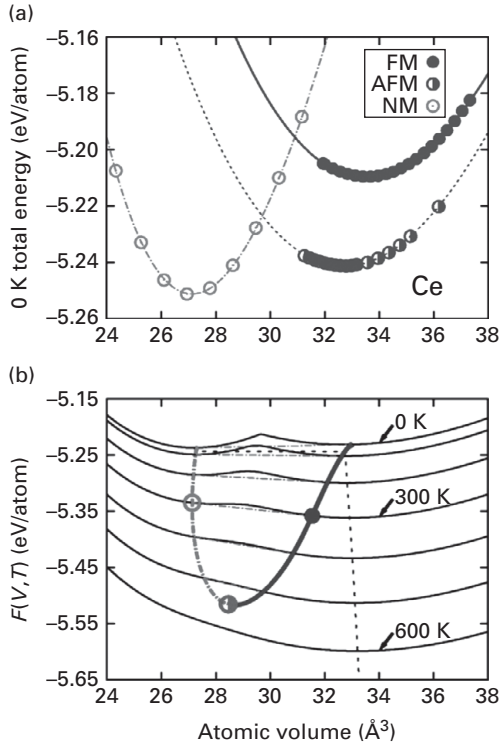 (a)
0 K total energy (eV/atom)
−5.16
−5.18
−5.20
−5.22
−5.24
−5.26
FM
AFM
NM
Ce
24 26 28 30 32 34 36 38
(b)
F(V,T) (eV/atom)
−5.15
−5.25
−5.35
−5.45
−5.55
−5.65
0 K
300 K
600 K
24 26 28 30 32 34 36 38
Atomic volume (Å³)